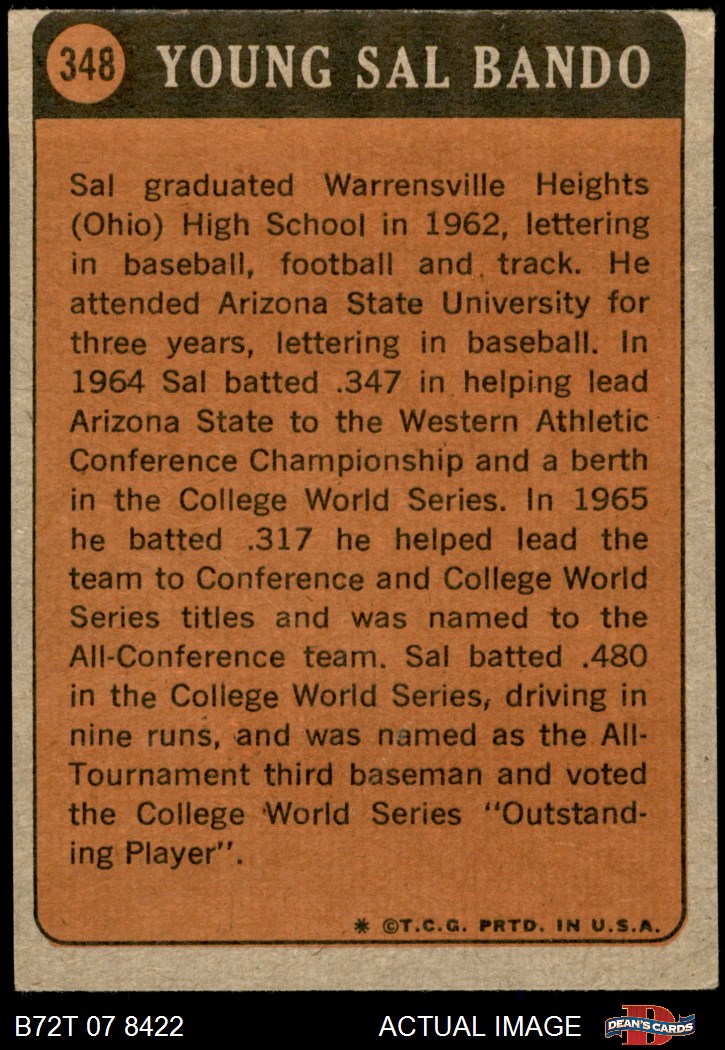 348 YOUNG SAL BANDO
Sal graduated Warrensville Heights
(Ohio) High School in 1962, lettering
in baseball, football and track. He
attended Arizona State University for
three years, lettering in baseball. In
1964 Sal batted .347 in helping lead
Arizona State to the Western Athletic
Conference Championship and a berth
in the College World Series. In 1965
he batted .317 he helped lead the
team to Conference and College World
Series titles and was named to the
All-Conference team. Sal batted .480
in the College World Series, driving in
nine runs, and was named as the All-
Tournament third baseman and voted
the College World Series "Outstand-
ing Player".
* ©T.C.G. PRTD. IN U.S.A.
B72T 07 8422 ACTUAL IMAGE D DEAN'S CARDS